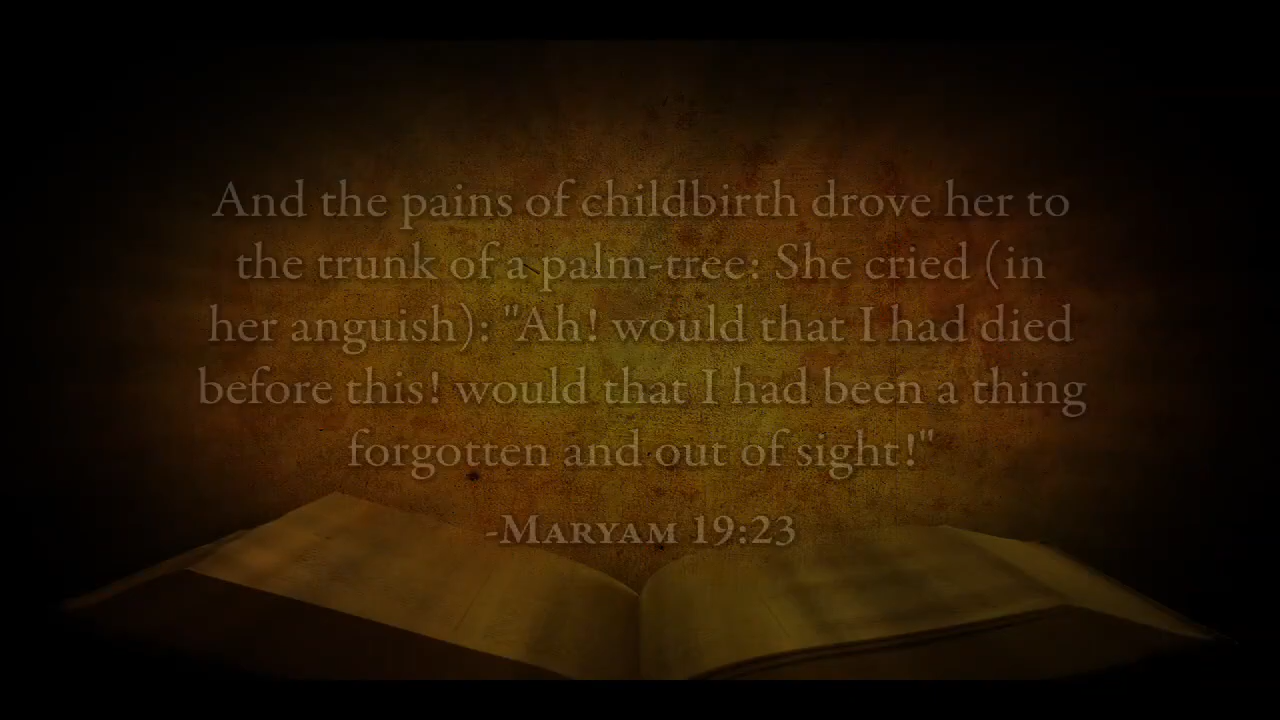 And the pains of childbirth drove her to
the trunk of a palm-tree: She cried (in
her anguish): "Ah! would that I had died
before this! would that I had been a thing
forgotten and out of sight!"
-Maryam 19:23